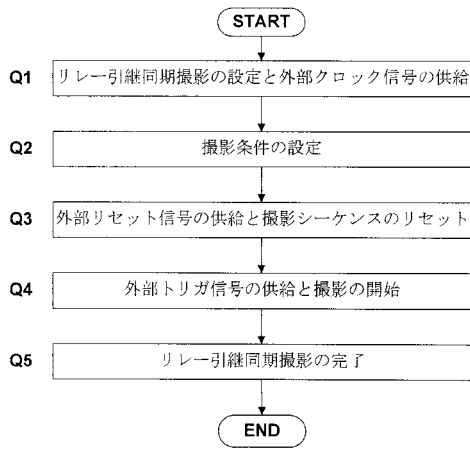 START
Q1 リレー引継同期撮影の設定と外部クロック信号の供給
Q2 撮影条件の設定
Q3 外部リセット信号の供給と撮影シーケンスのリセット
Q4 外部トリガ信号の供給と撮影の開始
Q5 リレー引継同期撮影の完了
END